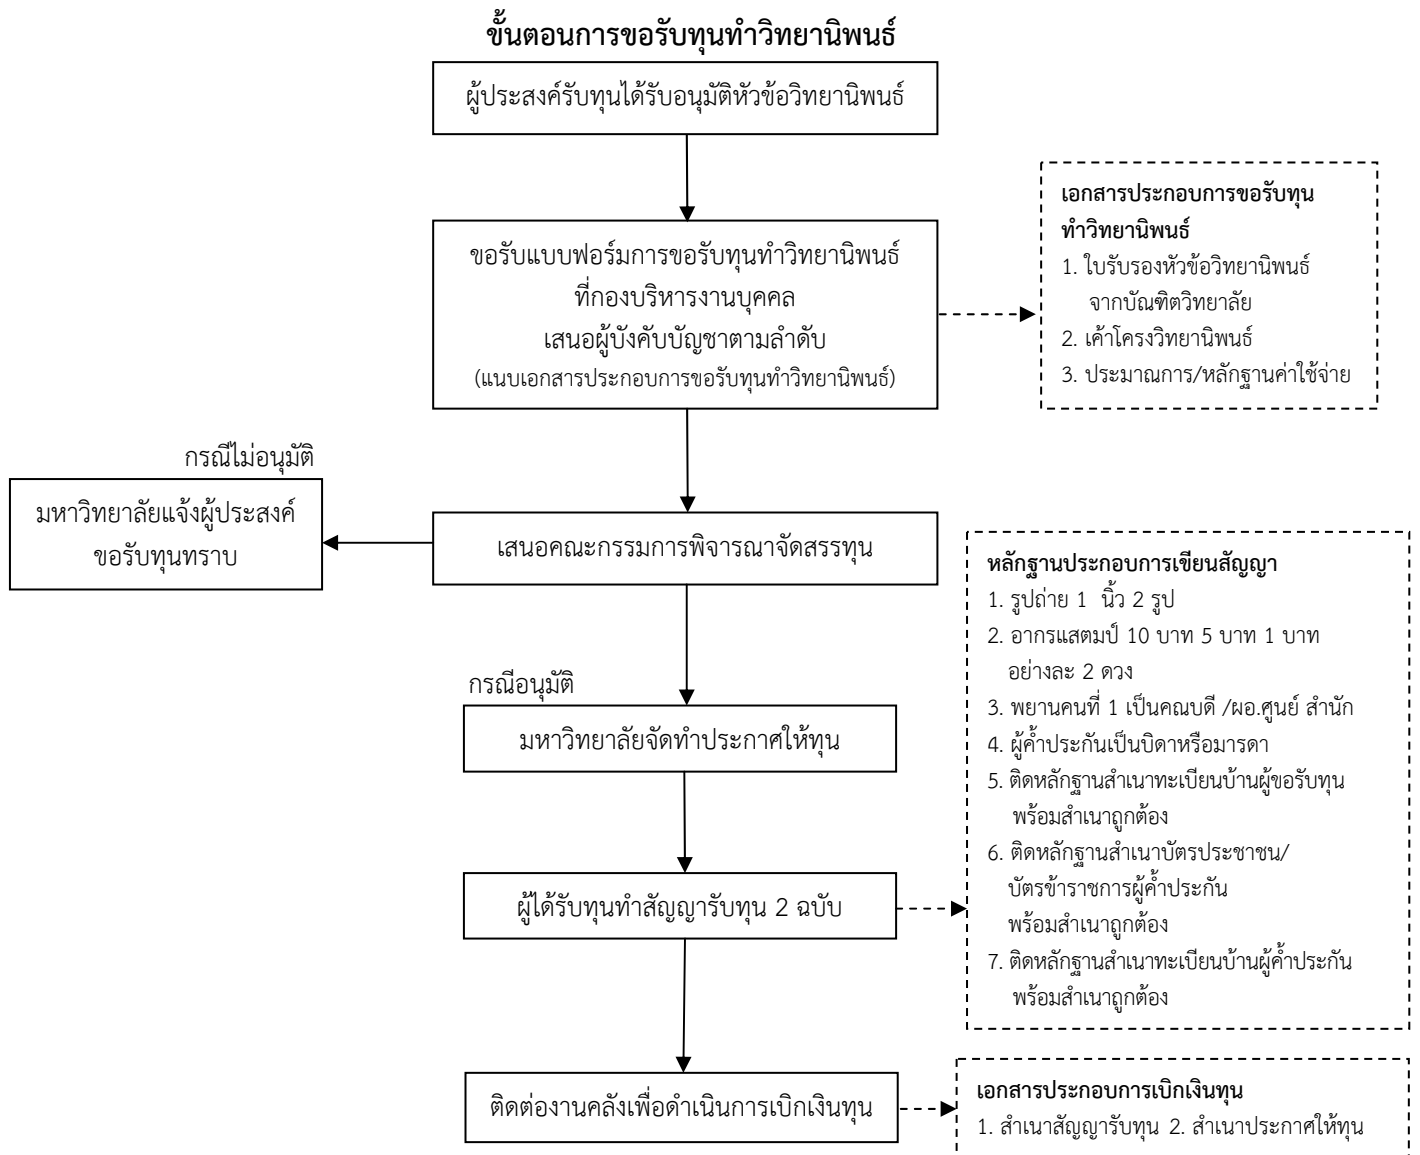 ขั้นตอนการขอรับทุนทำวิทยานิพนธ์
ผู้ประสงค์รับทุนได้รับอนุมัติหัวข้อวิทยานิพนธ์
ขอรับแบบฟอร์มการขอรับทุนทำวิทยานิพนธ์
ที่กองบริหารงานบุคคล
เสนอผู้บังคับบัญชาตามลำดับ
(แนบเอกสารประกอบการขอรับทุนทำวิทยานิพนธ์)
เอกสารประกอบการขอรับทุน
ทำวิทยานิพนธ์
1. ใบรับรองหัวข้อวิทยานิพนธ์
จากบัณฑิตวิทยาลัย
2. เค้าโครงวิทยานิพนธ์
3. ประมาณการ/หลักฐานค่าใช้จ่าย
กรณีไม่อนุมัติ
มหาวิทยาลัยแจ้งผู้ประสงค์
ขอรับทุนทราบ
เสนอคณะกรรมการพิจารณาจัดสรรทุน
กรณีอนุมัติ
มหาวิทยาลัยจัดทำประกาศให้ทุน
ผู้ได้รับทุนทำสัญญารับทุน 2 ฉบับ
หลักฐานประกอบการเขียนสัญญา
1. รูปถ่าย 1 นิ้ว 2 รูป
2. อากรแสตมป์ 10 บาท 5 บาท 1 บาท
อย่างละ 2 ดวง
3. พยานคนที่ 1 เป็นคณบดี /ผอ.ศูนย์ สำนัก
4. ผู้ค้ำประกันเป็นบิดาหรือมารดา
5. ติดหลักฐานสำเนาทะเบียนบ้านผู้ขอรับทุน
พร้อมสำเนาถูกต้อง
6. ติดหลักฐานสำเนาบัตรประชาชน/
บัตรข้าราชการผู้ค้ำประกัน
พร้อมสำเนาถูกต้อง
7. ติดหลักฐานสำเนาทะเบียนบ้านผู้ค้ำประกัน
พร้อมสำเนาถูกต้อง
ติดต่องานคลังเพื่อดำเนินการเบิกเงินทุน
เอกสารประกอบการเบิกเงินทุน
1. สำเนาสัญญารับทุน 2. สำเนาประกาศให้ทุน